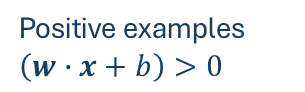 Positive examples
(w · x + b) > 0